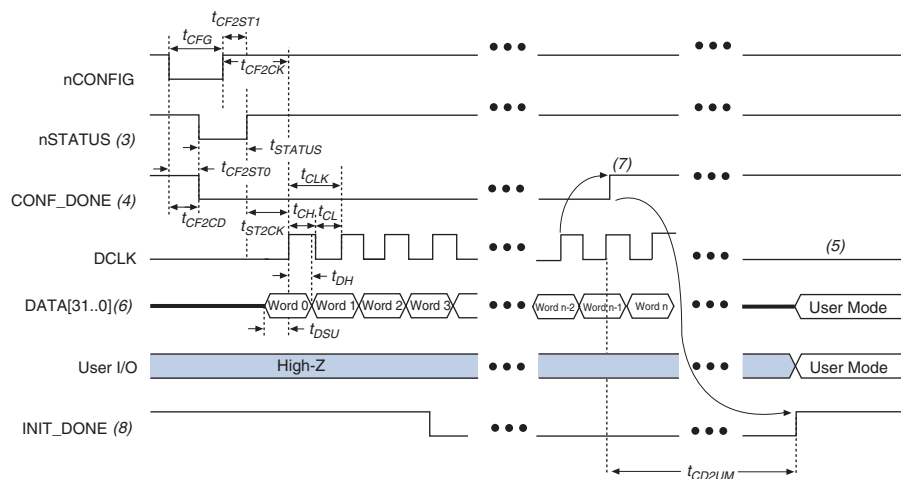 tCF2ST1
tCFG
tCF2CK
nCONFIG
nSTATUS (3)
tSTATUS
tCF2ST0
tCLK
(7)
CONF_DONE (4)
tCF2CD
tST2CK
tCH
tCL
DCLK
(5)
tDH
DATA[31..0](6)
Word 0
Word 1
Word 2
Word 3
Word n-2
Word n-1
Word n
User Mode
tDSU
User I/O
High-Z
User Mode
INIT_DONE (8)
tCD2UM